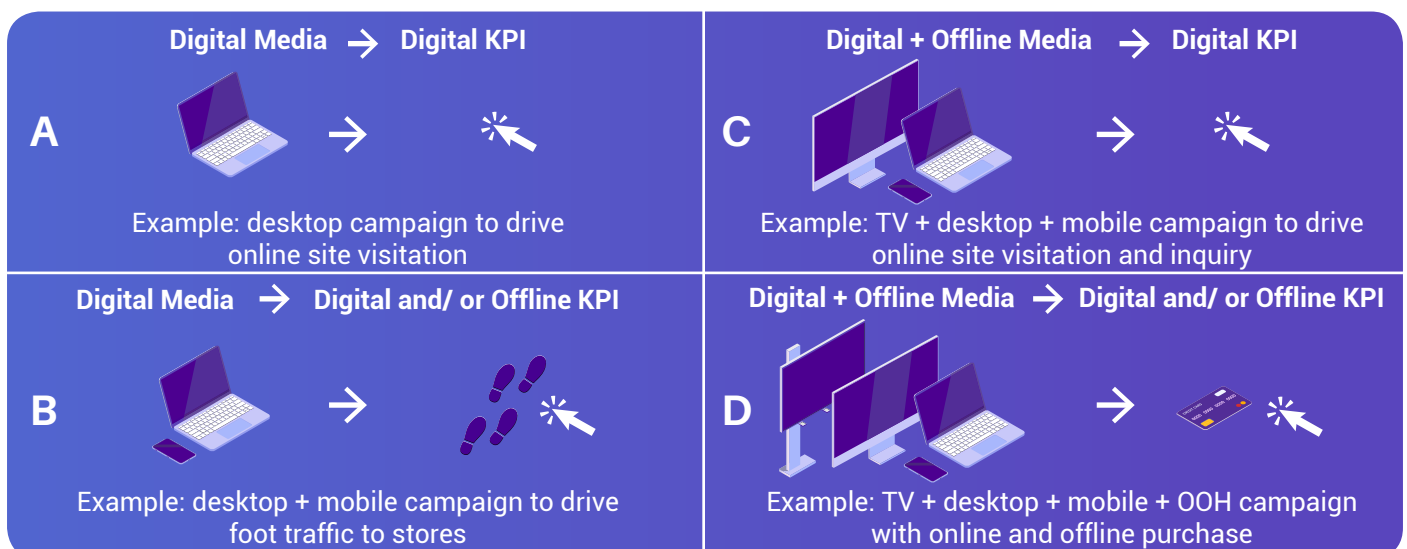 Digital Media → Digital KPI
A
Example: desktop campaign to drive
online site visitation
Digital Media → Digital and/ or Offline KPI
B
Example: desktop + mobile campaign to drive
foot traffic to stores
Digital + Offline Media → Digital KPI
C
Example: TV + desktop + mobile campaign to drive
online site visitation and inquiry
Digital + Offline Media → Digital and/ or Offline KPI
D
Example: TV + desktop + mobile + OOH campaign
with online and offline purchase